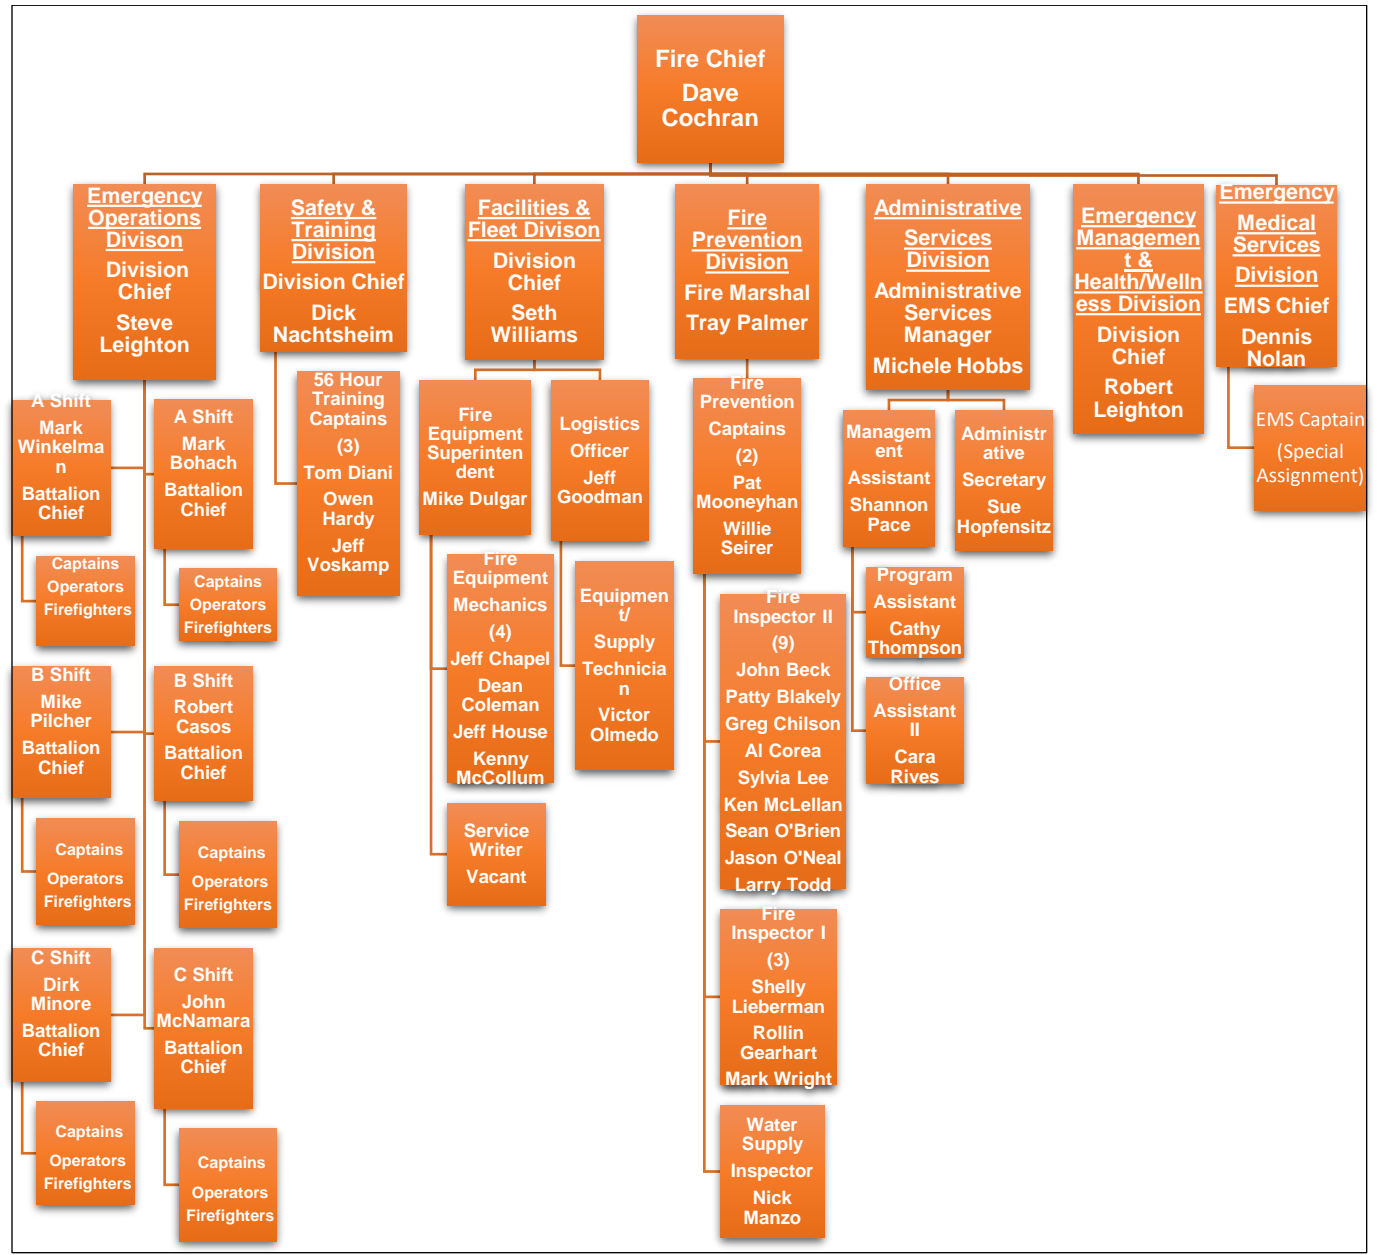 Fire Chief
Dave
Cochran
Emergency
Operations
Divison
Division
Chief
Steve
Leighton
A Shift
Mark
Winkelma
n
Battalion
Chief
Captains
Operators
Firefighters
A Shift
Mark
Bohach
Battalion
Chief
Captains
Operators
Firefighters
B Shift
Mike
Pilcher
Battalion
Chief
Captains
Operators
Firefighters
B Shift
Robert
Casos
Battalion
Chief
Captains
Operators
Firefighters
C Shift
Dirk
Minore
Battalion
Chief
Captains
Operators
Firefighters
C Shift
John
McNamara
Battalion
Chief
Captains
Operators
Firefighters
Safety &
Training
Division
Division Chief
Dick
Nachtsheim
56 Hour
Training
Captains
(3)
Tom Diani
Owen
Hardy
Jeff
Voskamp
Facilities &
Fleet Divison
Division
Chief
Seth
Williams
Fire
Equipment
Superinten
dent
Mike Dulgar
Fire
Equipment
Mechanics
(4)
Jeff Chapel
Dean
Coleman
Jeff House
Kenny
McCollum
Service
Writer
Vacant
Logistics
Officer
Jeff
Goodman
Equipmen
t/
Supply
Technicia
n
Victor
Olmedo
Fire
Prevention
Division
Fire Marshal
Tray Palmer
Fire
Prevention
Captains
(2)
Pat
Mooneyhan
Willie
Seirer
Fire
Inspector II
(9)
John Beck
Patty Blakely
Greg Chilson
Al Corea
Sylvia Lee
Ken McLellan
Sean O'Brien
Jason O'Neal
Larry Todd
Fire
Inspector I
(3)
Shelly
Lieberman
Rollin
Gearhart
Mark Wright
Water
Supply
Inspector
Nick
Manzo
Administrative
Services
Division
Administrative
Services
Manager
Michele Hobbs
Managem
ent
Assistant
Shannon
Pace
Program
Assistant
Cathy
Thompson
Office
Assistant
II
Cara
Rives
Administr
ative
Secretary
Sue
Hopfensitz
Emergency
Managemen
t &
Health/Welln
ess Division
Division
Chief
Robert
Leighton
Emergency
Medical
Services
Division
EMS Chief
Dennis
Nolan
EMS Captain
(Special
Assignment)